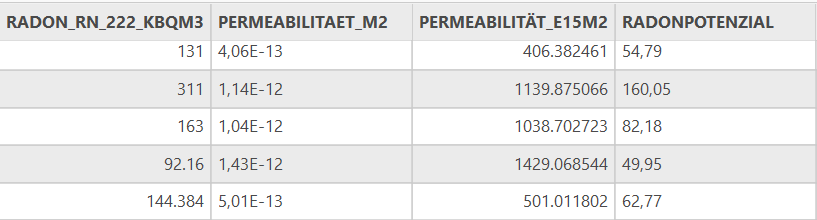 RADON_RN_222_KBQM3 PERMEABILITAET_M2 PERMEABILITÄT_E15M2 RADONPOTENZIAL
131 4,06E-13 406.382461 54,79
311 1,14E-12 1139.875066 160,05
163 1,04E-12 1038.702723 82,18
92.16 1,43E-12 1429.068544 49,95
144.384 5,01E-13 501.011802 62,77